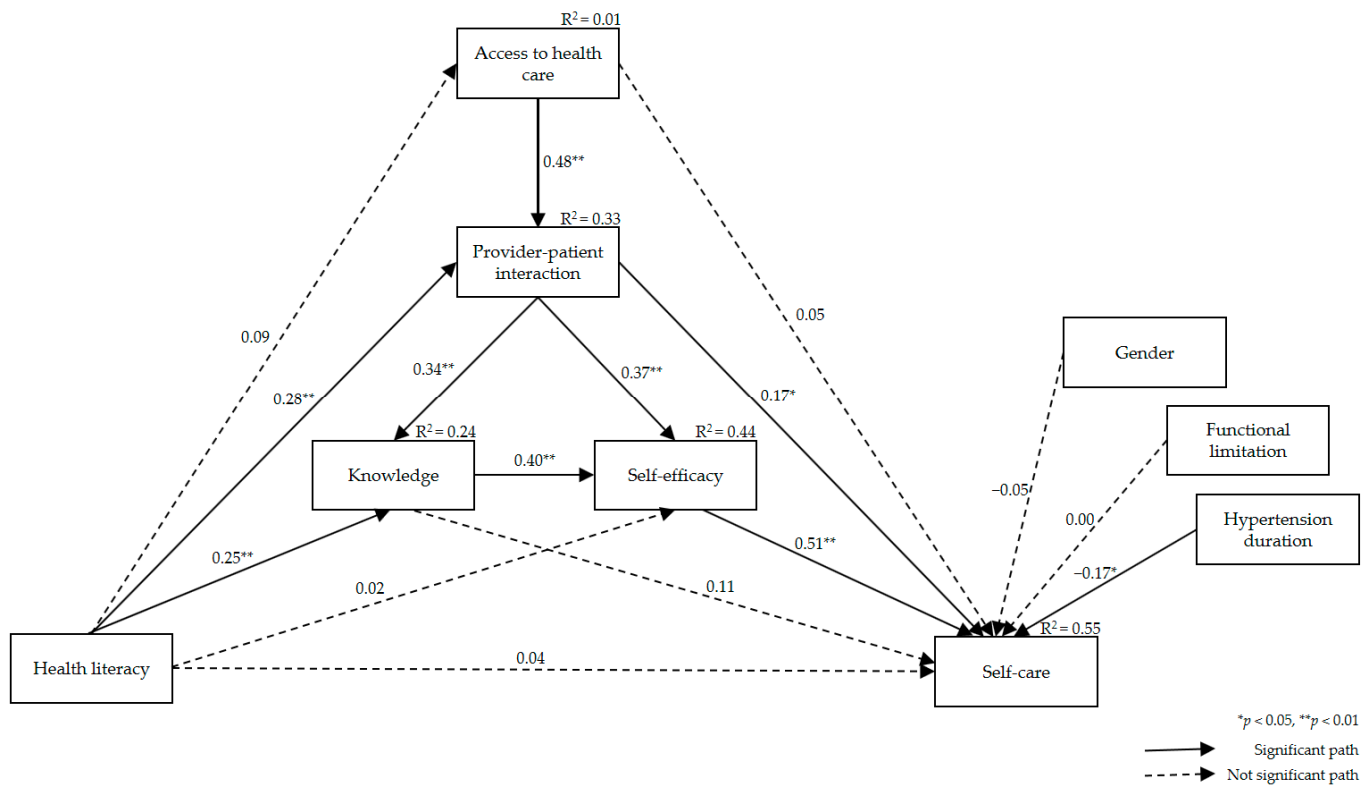 R² = 0.01
Access to health
care
0.48**
R² = 0.33
Provider-patient
interaction
0.09
0.05
0.28**
0.34**
0.37**
0.17*
Gender
Functional
limitation
R² = 0.24
R² = 0.44
Knowledge
0.40**
Self-efficacy
−0.05
0.00
Hypertension
duration
0.25**
0.02
0.51**
0.11
−0.17*
R² = 0.55
Health literacy
0.04
Self-care
*p < 0.05, **p < 0.01
Significant path
Not significant path